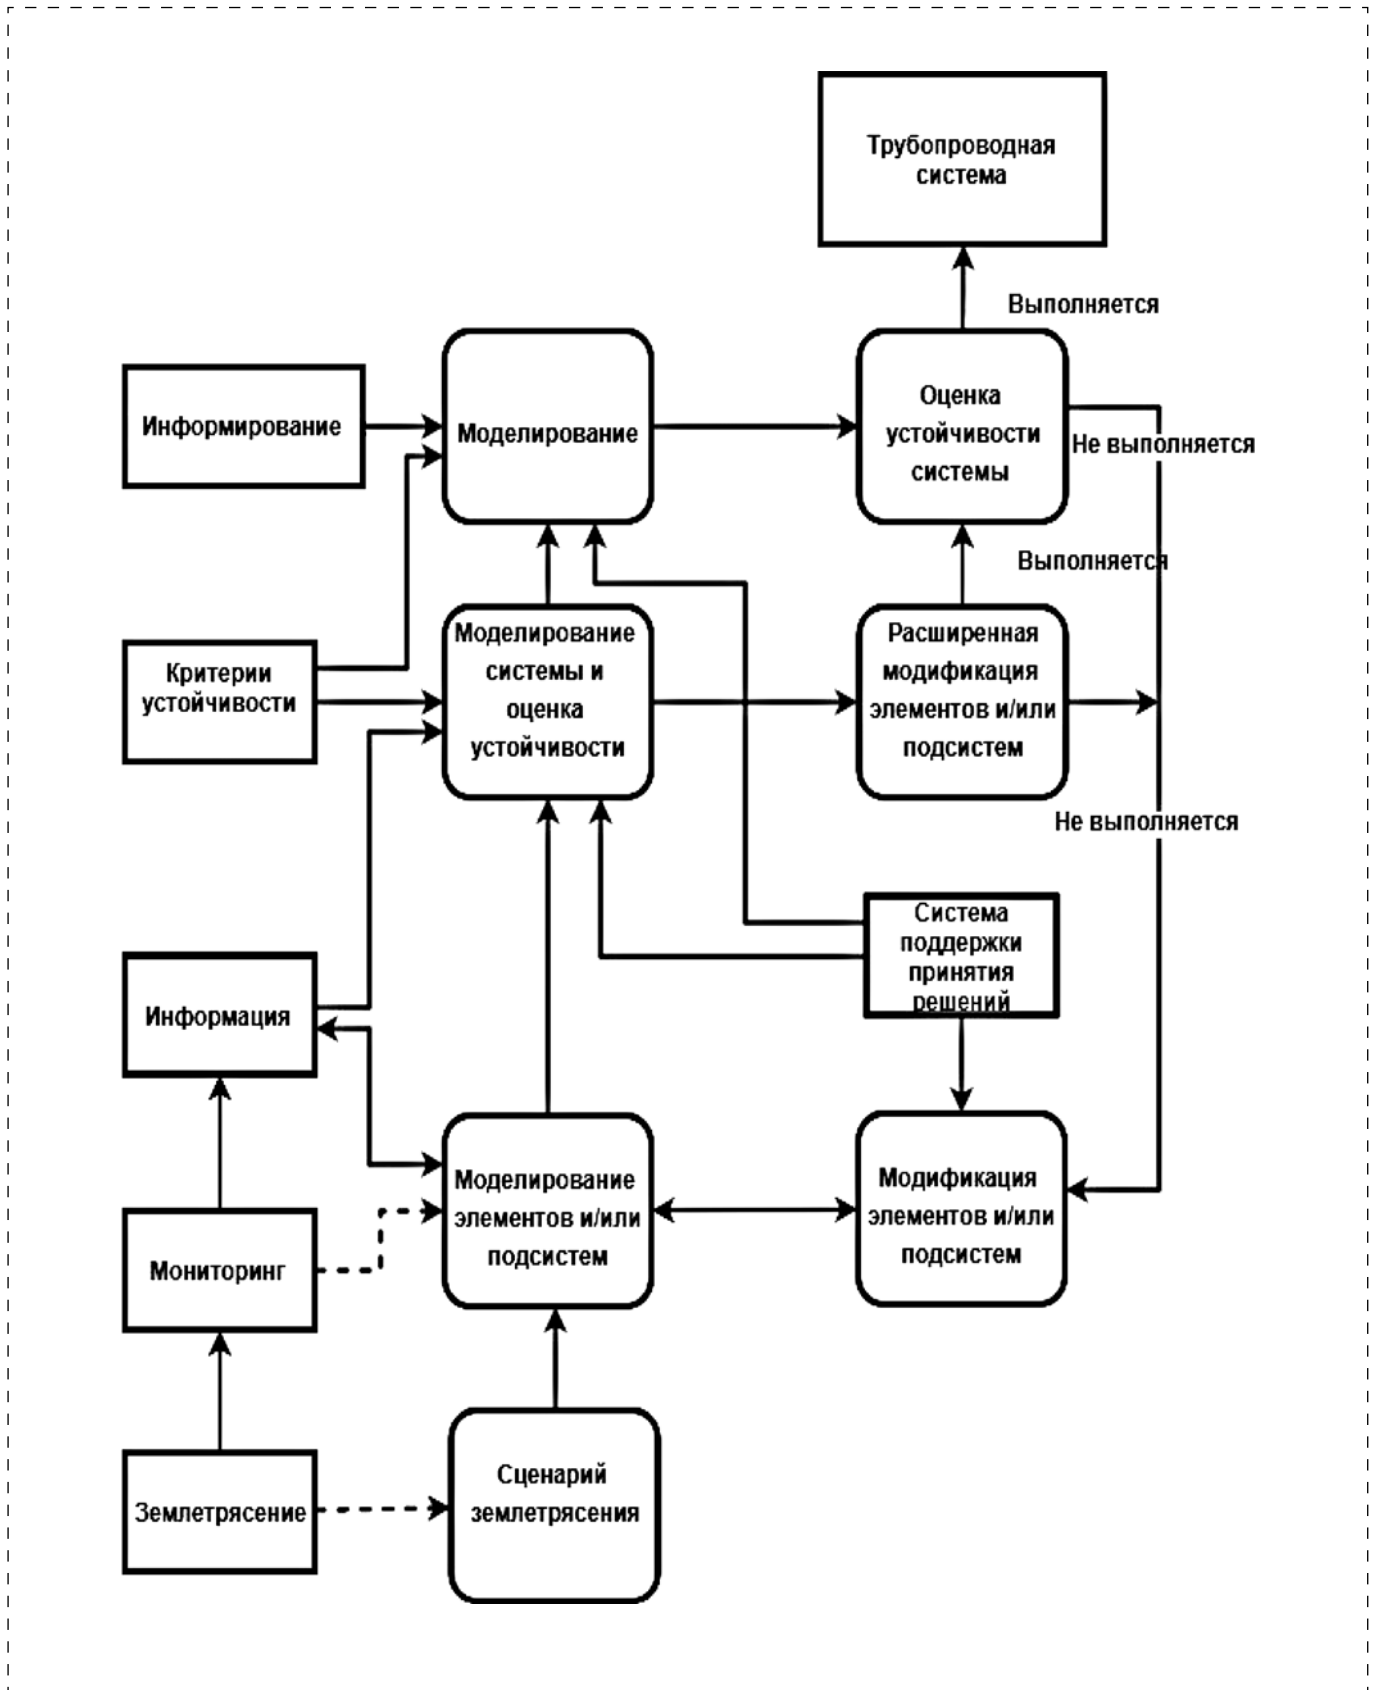 Трубопроводная
система
Выполняется
Информирование
Моделирование
Оценка
устойчивости
системы
Не выполняется
Выполняется
Критерии
устойчивости
Моделирование
системы и
оценка
устойчивости
Расширенная
модификация
элементов и/или
подсистем
Не выполняется
Система
поддержки
принятия
решений
Информация
Моделирование
элементов и/или
подсистем
Модификация
элементов и/или
подсистем
Мониторинг
Землетрясение
Сценарий
землетрясения